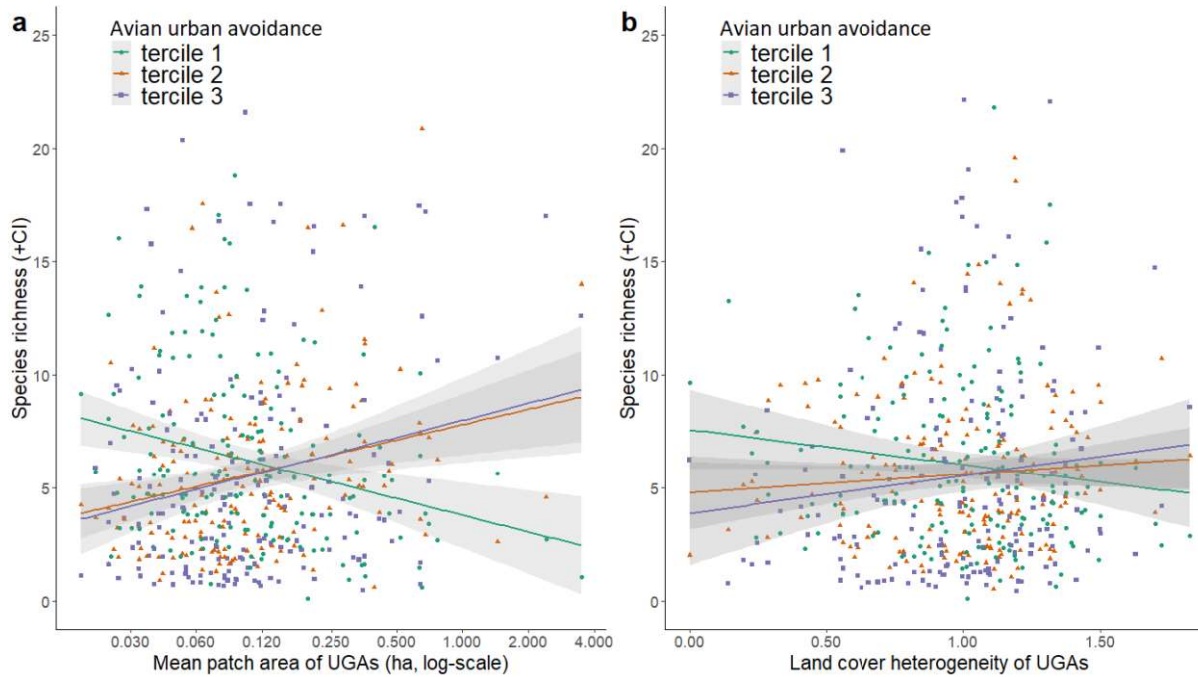 a
Avian urban avoidance
tercile 1
tercile 2
tercile 3
25
20
15
10
5
0
Species richness (+CI)
0.030 0.060 0.120 0.250 0.500 1.000 2.000 4.000
Mean patch area of UGAs (ha, log-scale)
b
Avian urban avoidance
tercile 1
tercile 2
tercile 3
25
20
15
10
5
0
Species richness (+CI)
0.00 0.50 1.00 1.50
Land cover heterogeneity of UGAs